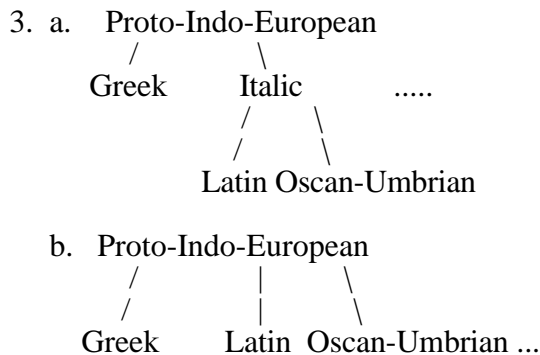 3. a. Proto-Indo-European
Greek Italic .....
Latin Oscan-Umbrian
b. Proto-Indo-European
Greek Latin Oscan-Umbrian ...